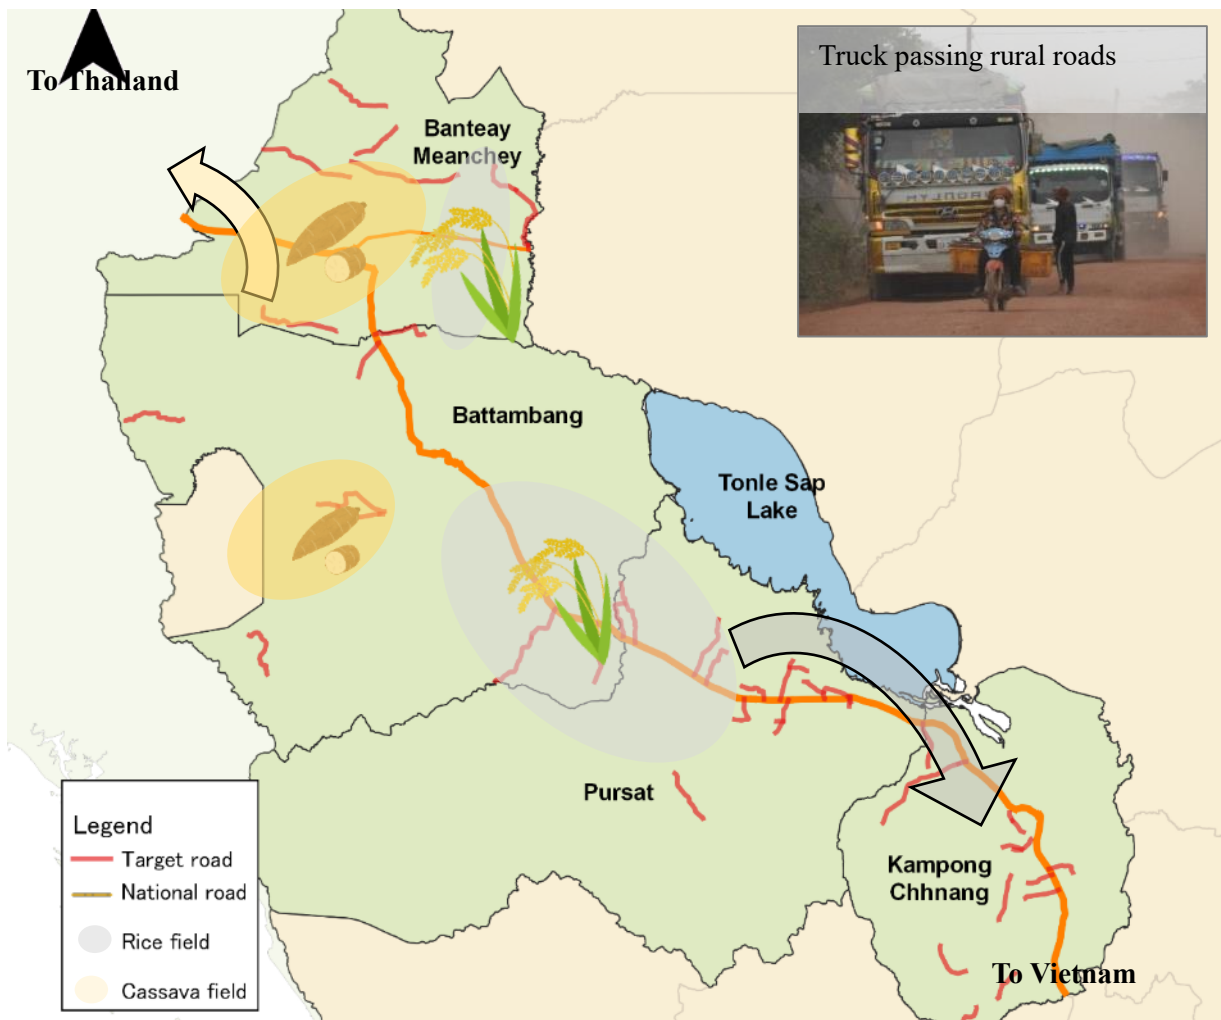 To Thailand
Truck passing rural roads
Banteay
Meanchey
Battambang
Tonle Sap
Lake
Pursat
Kampong
Chhnang
To Vietnam
Legend
Target road
National road
Rice field
Cassava field